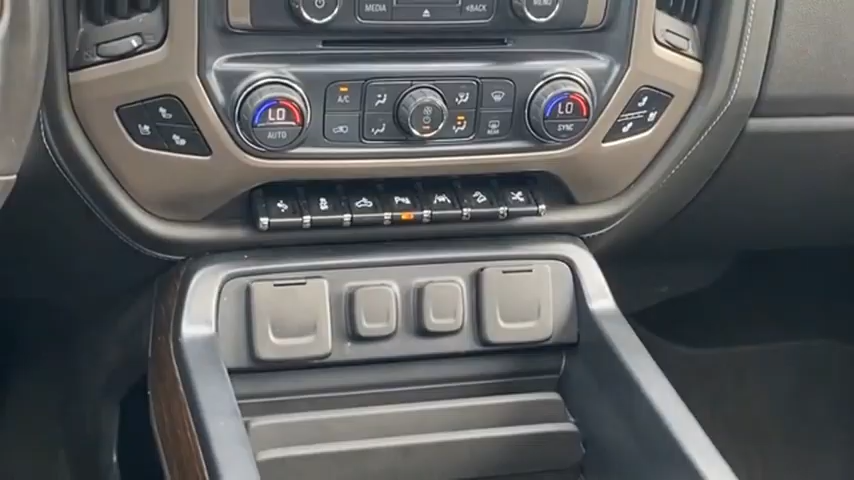 MEDIA
BACK
MENU
A/C
LO
AUTO
REAR
LO
SYNC